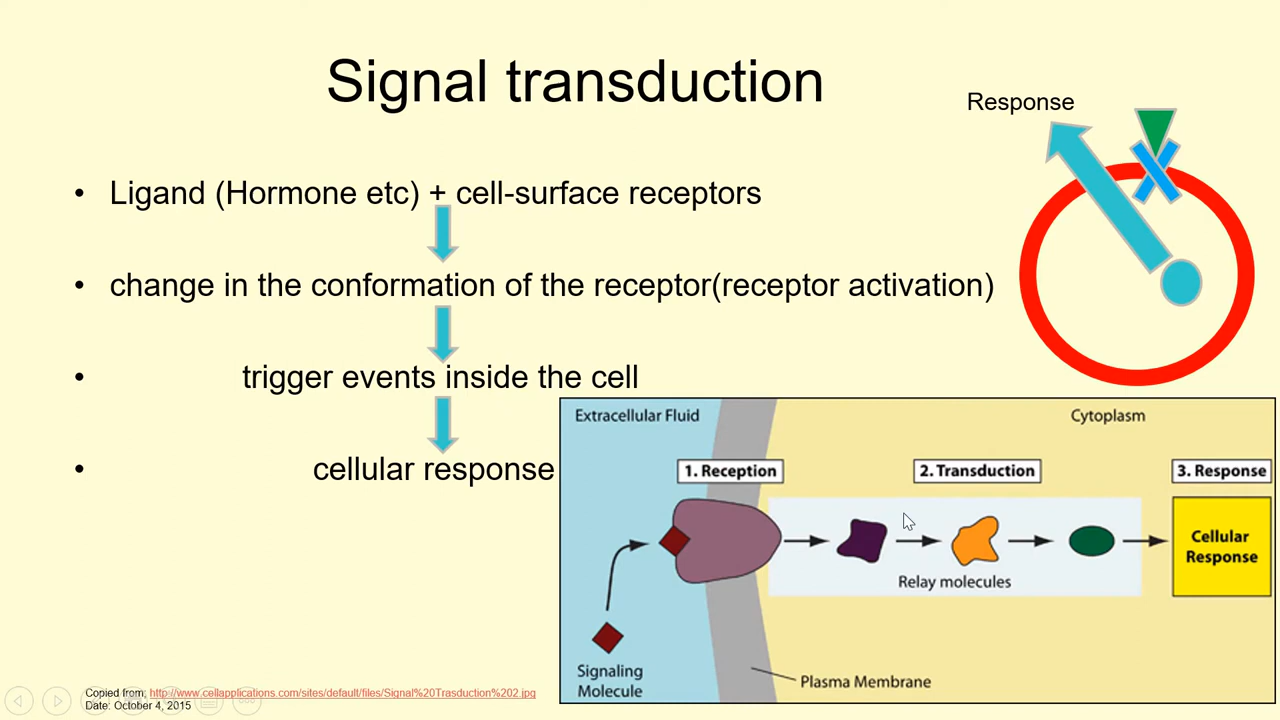 Signal transduction
Response
• Ligand (Hormone etc) + cell-surface receptors
• change in the conformation of the receptor(receptor activation)
• trigger events inside the cell
• cellular response
Extracellular Fluid
Cytoplasm
1. Reception
2. Transduction
3. Response
Cellular
Response
Relay molecules
Signaling
Molecule
Plasma Membrane
Copied from: http://www.cellapplications.com/sites/default/files/Signal%20Trasduction%202.jpg
Date: October 4, 2015